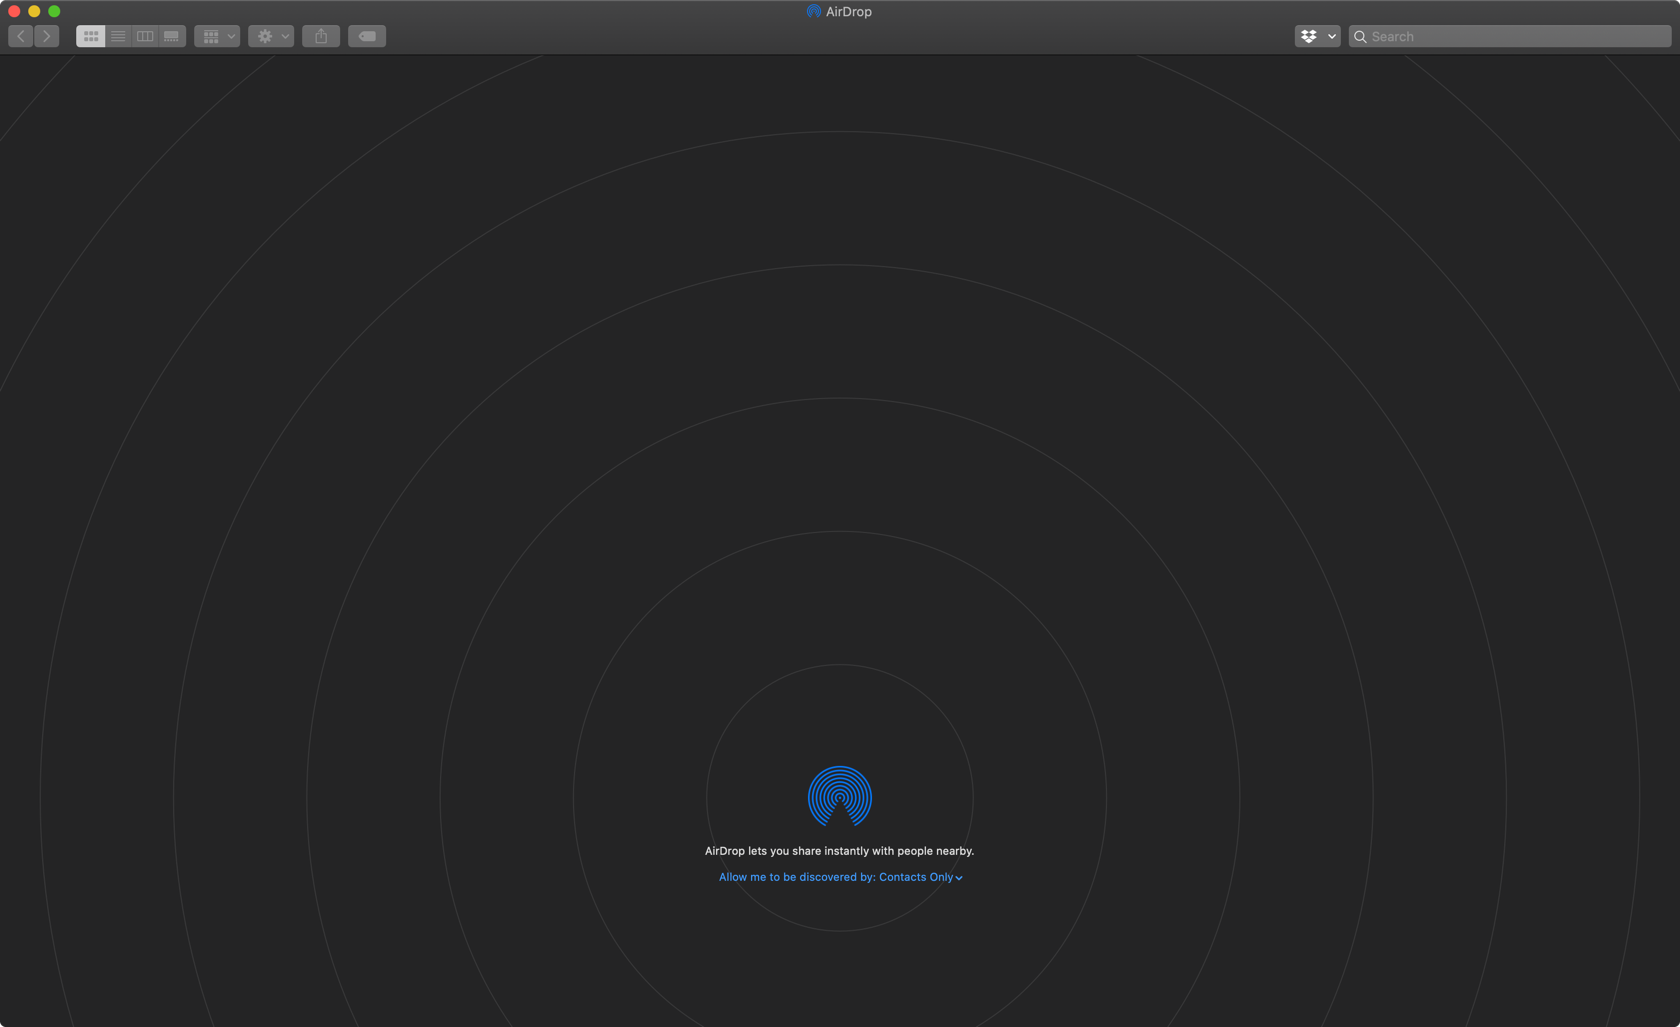 AirDrop
Search
AirDrop lets you share instantly with people nearby.
Allow me to be discovered by: Contacts Only